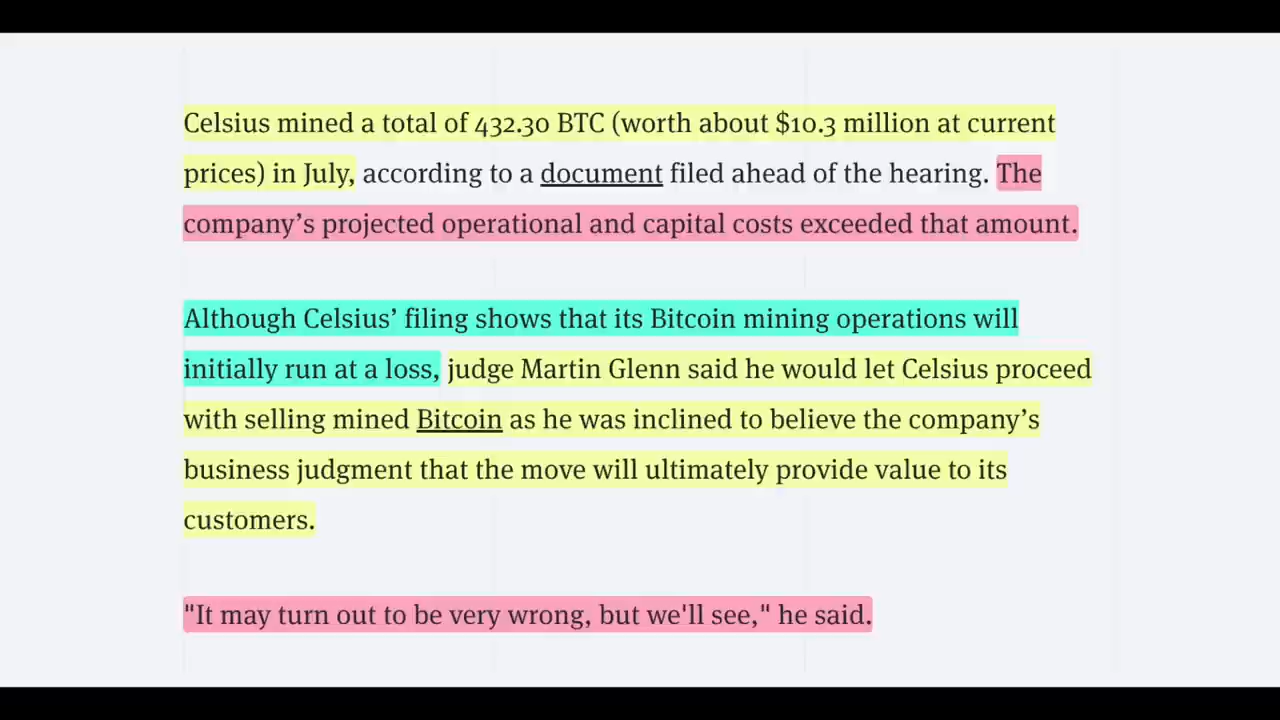 Celsius mined a total of 432.30 BTC (worth about $10.3 million at current
prices) in July, according to a document filed ahead of the hearing. The
company’s projected operational and capital costs exceeded that amount.
Although Celsius’ filing shows that its Bitcoin mining operations will
initially run at a loss, judge Martin Glenn said he would let Celsius proceed
with selling mined Bitcoin as he was inclined to believe the company’s
business judgment that the move will ultimately provide value to its
customers.
"It may turn out to be very wrong, but we'll see," he said.